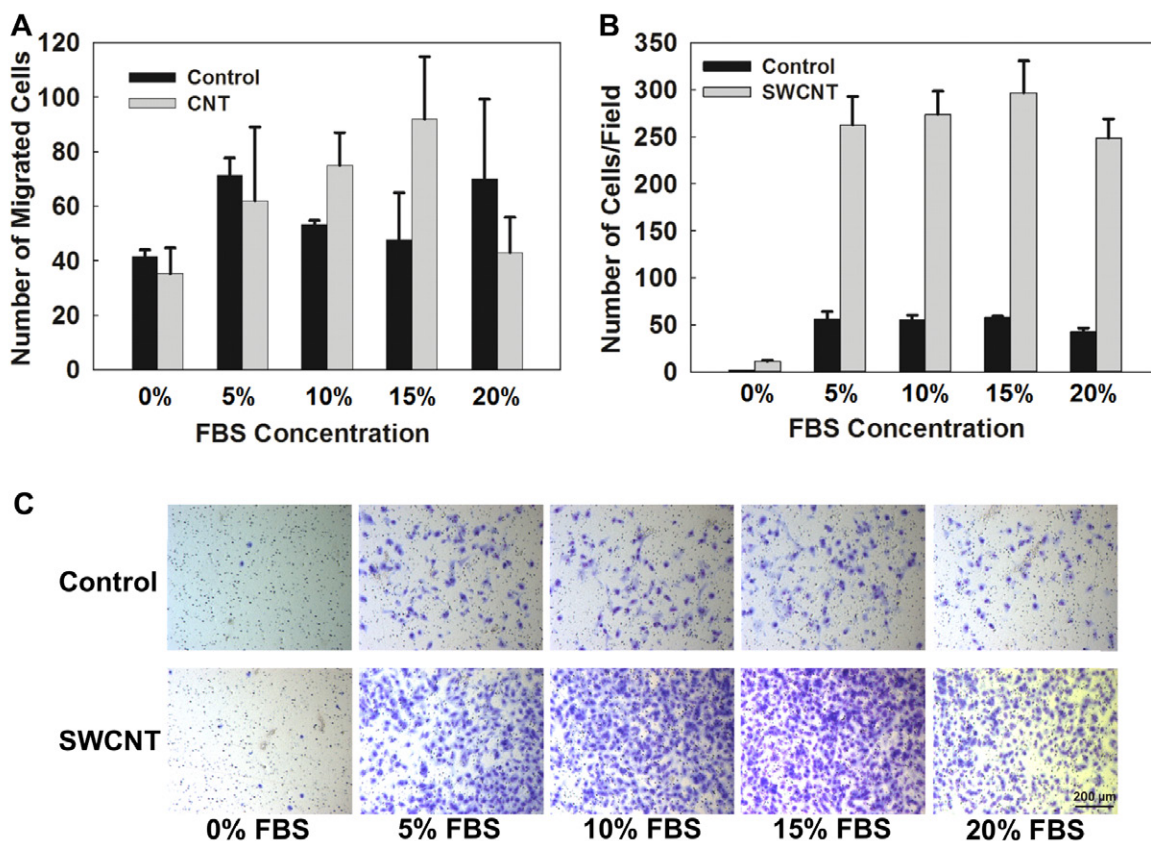 A
Number of Migrated Cells
120
100
80
60
40
20
0
Control
CNT
0% 5% 10% 15% 20%
FBS Concentration
B
Number of Cells/Field
350
300
250
200
150
100
50
0
Control
SWCNT
0% 5% 10% 15% 20%
FBS Concentration
C
Control
SWCNT
200 µm
0% FBS 5% FBS 10% FBS 15% FBS 20% FBS